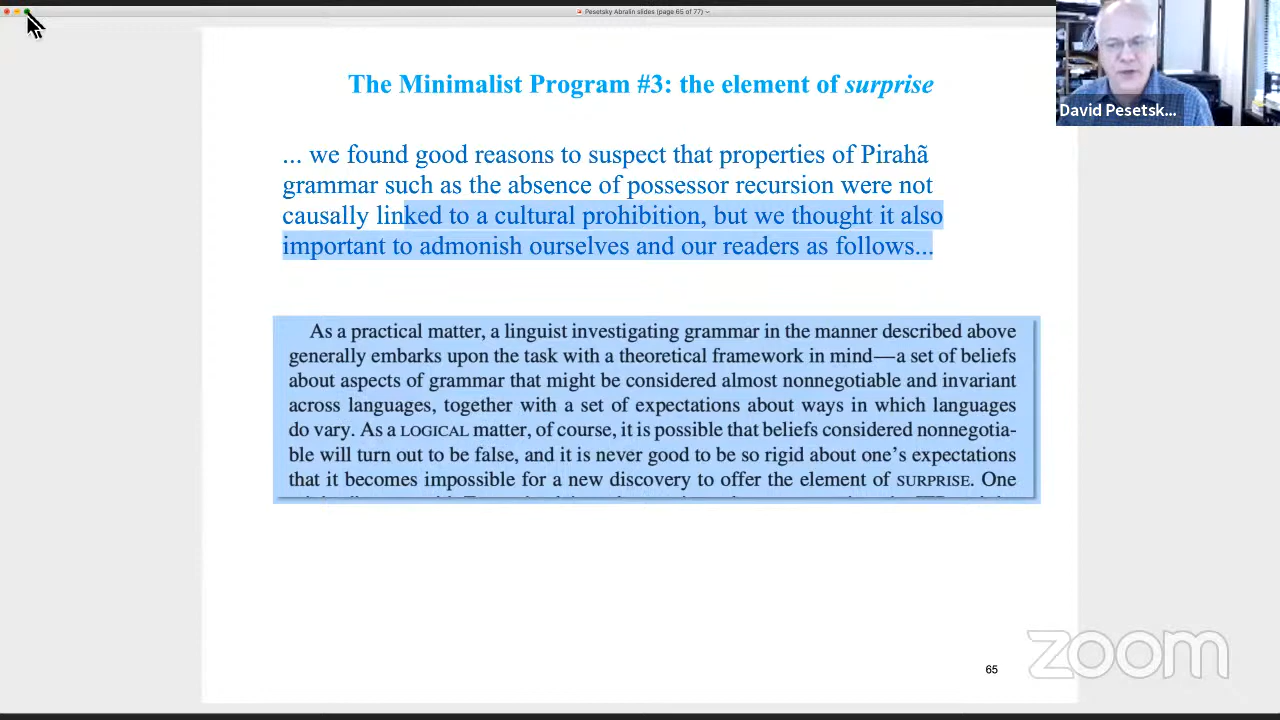 Pesetsky Abralin slides (page 65 of 77)
David Pesetsk...
The Minimalist Program #3: the element of surprise
... we found good reasons to suspect that properties of Pirahã
grammar such as the absence of possessor recursion were not
causally linked to a cultural prohibition, but we thought it also
important to admonish ourselves and our readers as follows...
As a practical matter, a linguist investigating grammar in the manner described above
generally embarks upon the task with a theoretical framework in mind—a set of beliefs
about aspects of grammar that might be considered almost nonnegotiable and invariant
across languages, together with a set of expectations about ways in which languages
do vary. As a LOGICAL matter, of course, it is possible that beliefs considered nonnegotia-
ble will turn out to be false, and it is never good to be so rigid about one's expectations
that it becomes impossible for a new discovery to offer the element of SURPRISE. One
65
zoom